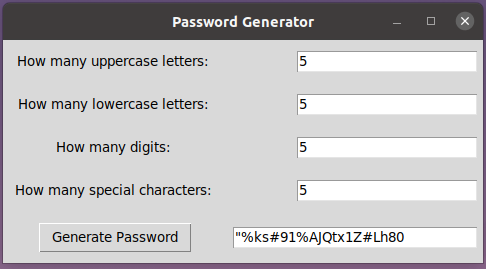 Password Generator
How many uppercase letters: 5
How many lowercase letters: 5
How many digits: 5
How many special characters: 5
Generate Password "%ks#91%AJQtx1Z#Lh80